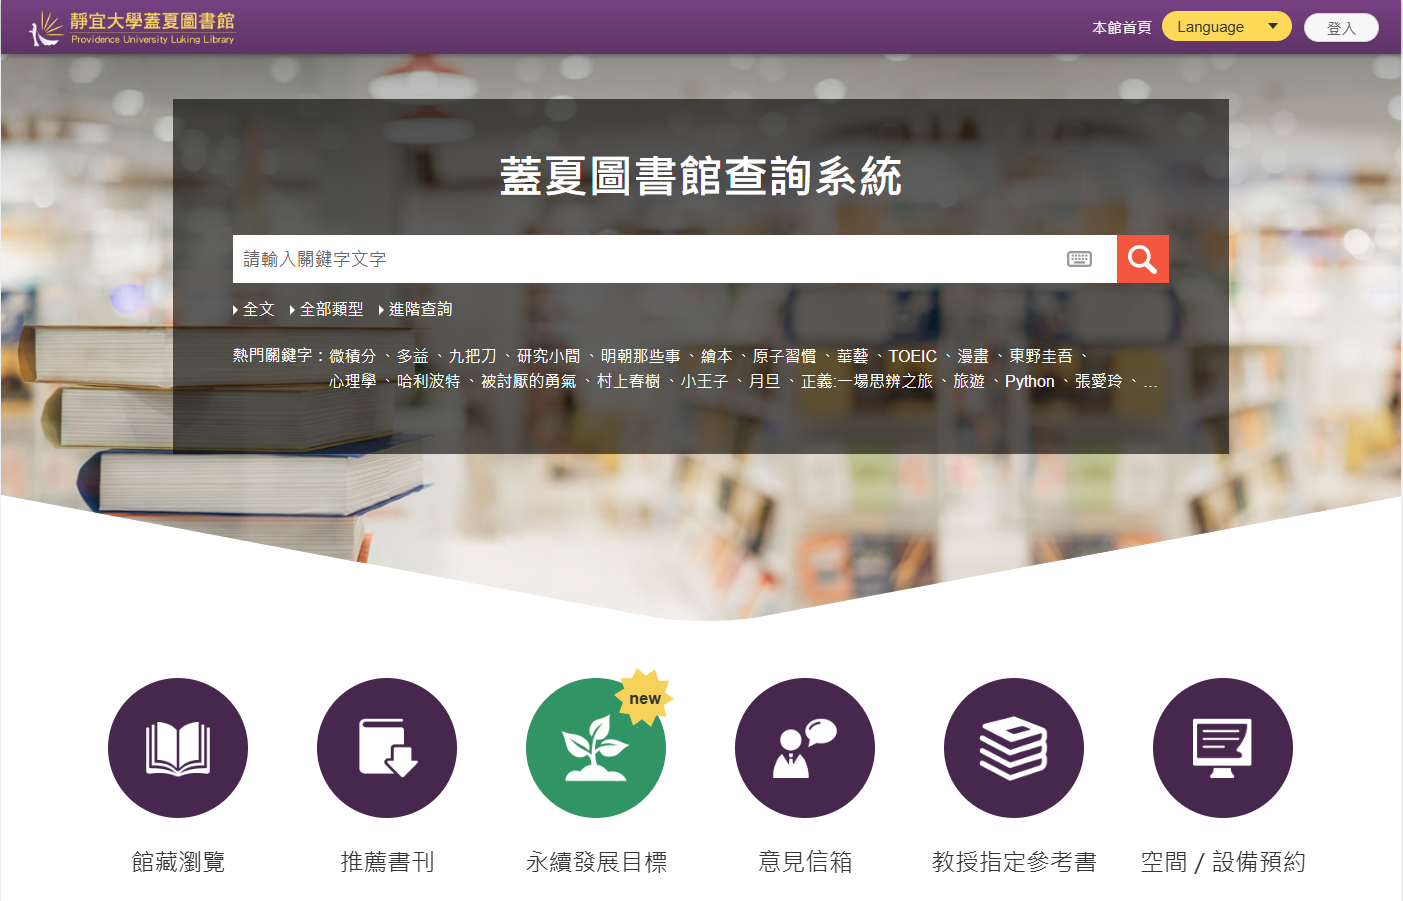 靜宜大學蓋夏圖書館
Providence University Luking Library
本館首頁
Language
登入
蓋夏圖書館查詢系統
請輸入關鍵字文字
全文 全部類型 進階查詢
熱門關鍵字：微積分 、多益 、九把刀 、研究小間 、明朝那些事 、繪本 、原子習慣 、華藝 、TOEIC 、漫畫 、東野圭吾 、
心理學 、哈利波特 、被討厭的勇氣 、村上春樹 、小王子 、月旦 、正義:一場思辨之旅 、旅遊 、Python 、張愛玲 、...
new
館藏瀏覽
推薦書刊
永續發展目標
意見信箱
教授指定參考書
空間 / 設備預約